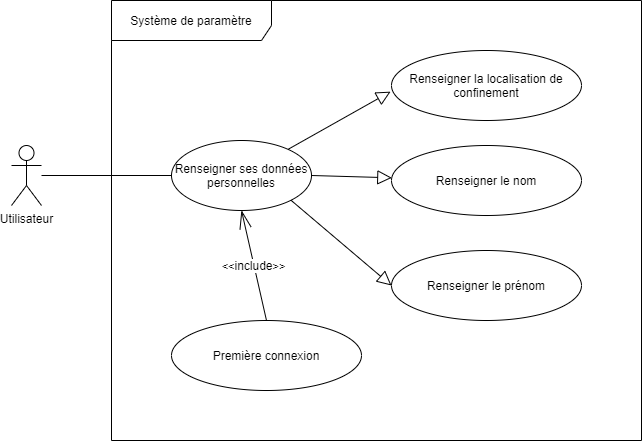 Système de paramètre
Renseigner la localisation de
confinement
Renseigner ses données
personnelles
Renseigner le nom
Utilisateur
<<include>>
Renseigner le prénom
Première connexion